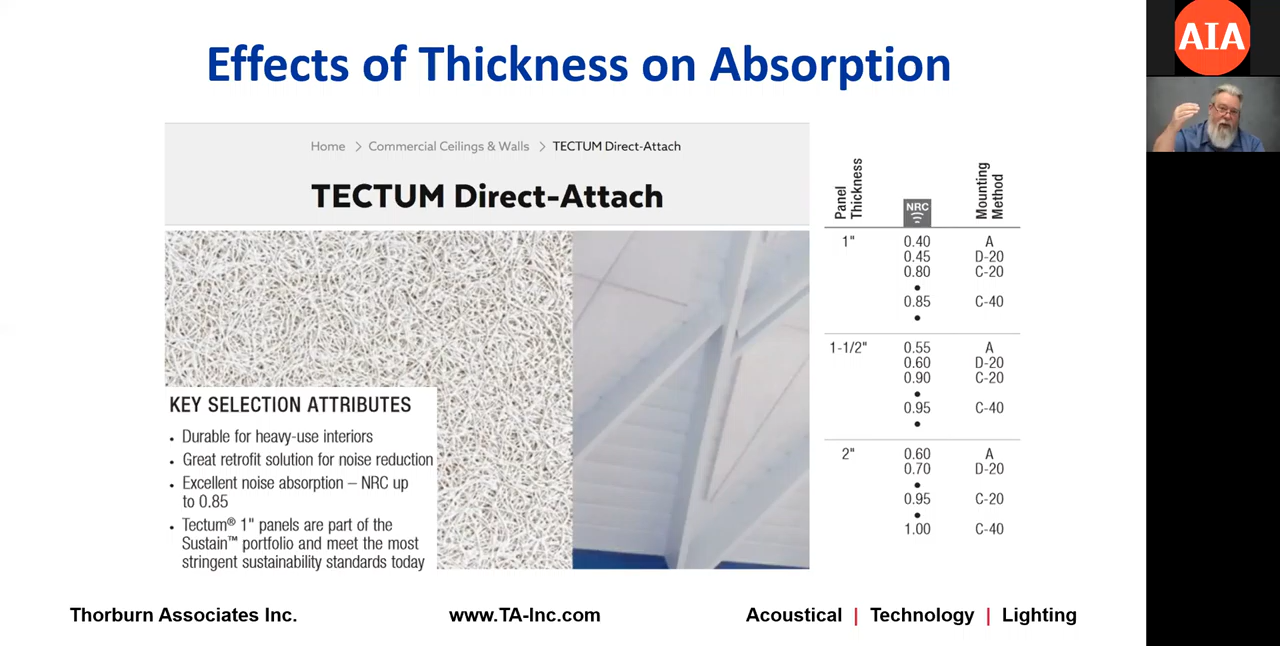 Effects of Thickness on Absorption
AIA
Home > Commercial Ceilings & Walls > TECTUM Direct-Attach
TECTUM Direct-Attach
KEY SELECTION ATTRIBUTES
• Durable for heavy-use interiors
• Great retrofit solution for noise reduction
• Excellent noise absorption – NRC up
to 0.85
• Tectum® 1" panels are part of the
Sustain™ portfolio and meet the most
stringent sustainability standards today
Panel
Thickness
NRC
Mounting
Method
1" 0.40 A
0.45 D-20
0.80 C-20
•
0.85 C-40
•
1-1/2" 0.55 A
0.60 D-20
0.90 C-20
•
0.95 C-40
•
2" 0.60 A
0.70 D-20
•
0.95 C-20
•
1.00 C-40
Thorburn Associates Inc. www.TA-Inc.com Acoustical | Technology | Lighting